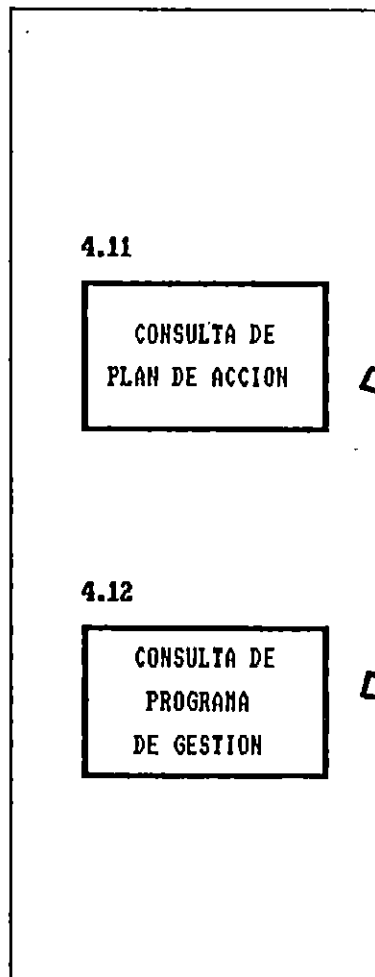 4.11
CONSULTA DE
PLAN DE ACCION
4.12
CONSULTA DE
PROGRAMA
DE GESTION